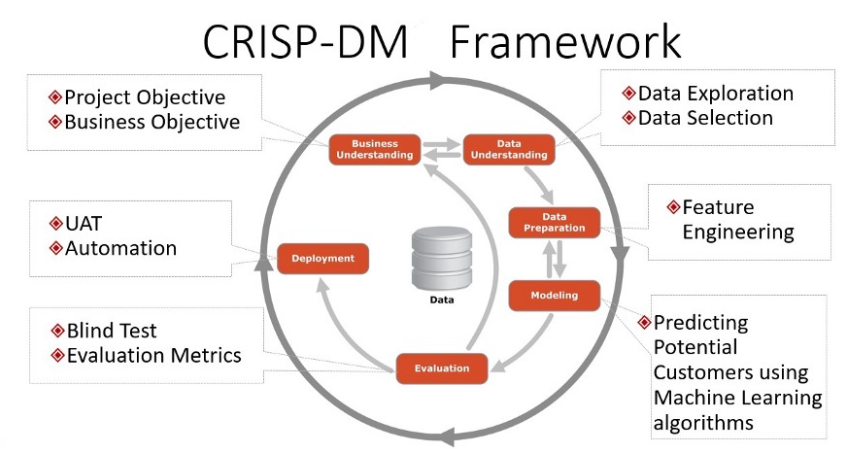 CRISP-DM Framework
Project Objective
Business Objective
Data Exploration
Data Selection
Business
Understanding
Data
Understanding
UAT
Automation
Data
Preparation
Feature
Engineering
Deployment
Data
Modeling
Blind Test
Evaluation Metrics
Evaluation
Predicting
Potential
Customers using
Machine Learning
algorithms